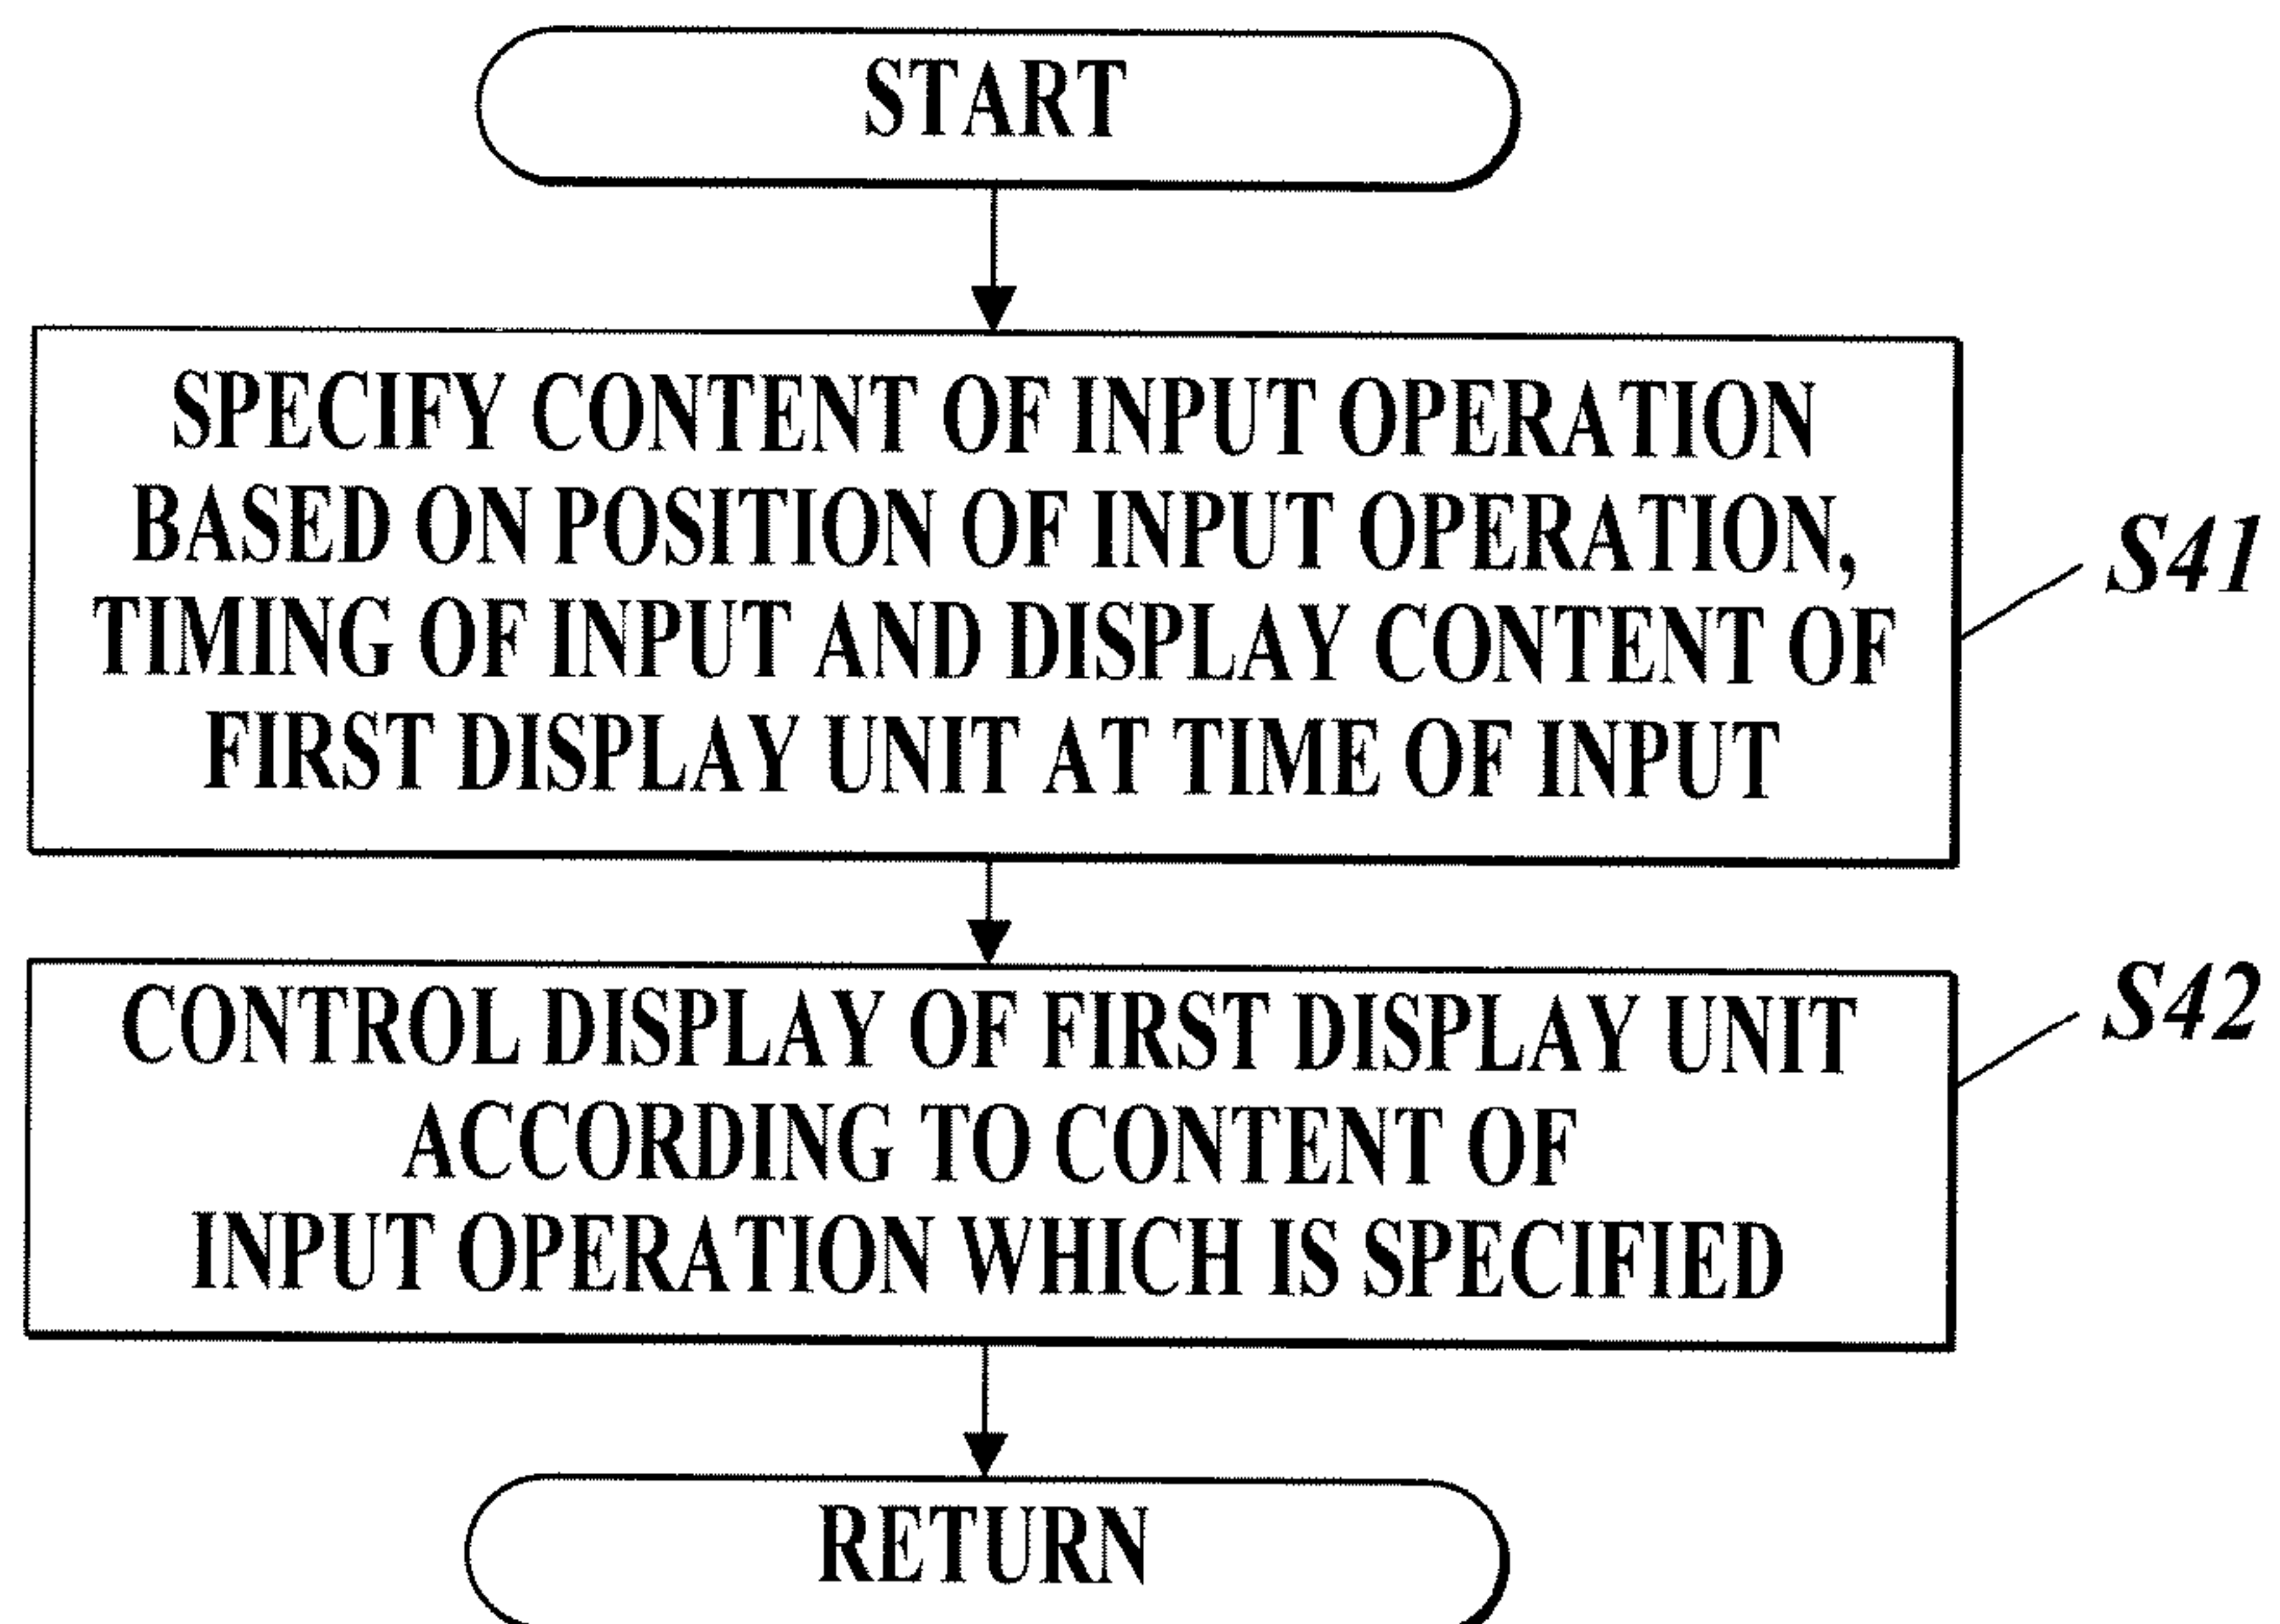 START
SPECIFY CONTENT OF INPUT OPERATION
BASED ON POSITION OF INPUT OPERATION,
TIMING OF INPUT AND DISPLAY CONTENT OF
FIRST DISPLAY UNIT AT TIME OF INPUT
S41
CONTROL DISPLAY OF FIRST DISPLAY UNIT
ACCORDING TO CONTENT OF
INPUT OPERATION WHICH IS SPECIFIED
S42
RETURN